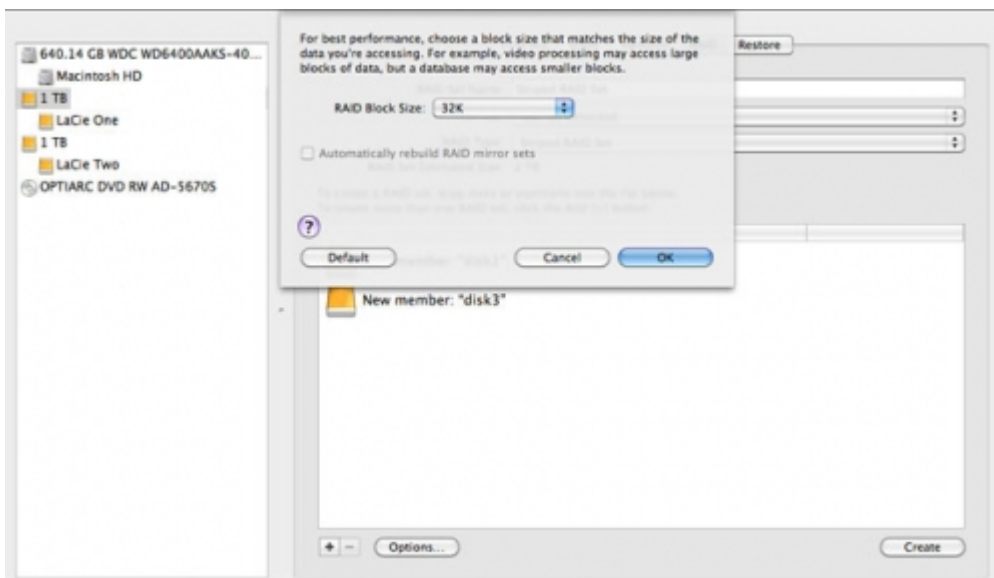 640.14 GB WDC WD6400AAKS-40...
Macintosh HD
1 TB
LaCie One
1 TB
LaCie Two
OPTIARC DVD RW AD-5670S
For best performance, choose a block size that matches the size of the
data you're accessing. For example, video processing may access large
blocks of data, but a database may access smaller blocks.
RAID Block Size: 32K
Automatically rebuild RAID mirror sets
?
Default
Cancel
OK
Restore
member: "disk1"
New member: "disk3"
+ -
Options...
Create